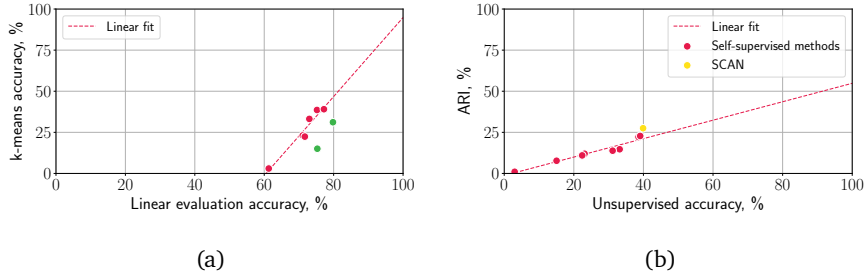 100
75
50
25
0
k-means accuracy, %
Linear fit
0 20 40 60 80 100
Linear evaluation accuracy, %
(a)
100
75
50
25
0
ARI, %
Linear fit
Self-supervised methods
SCAN
0 20 40 60 80 100
Unsupervised accuracy, %
(b)